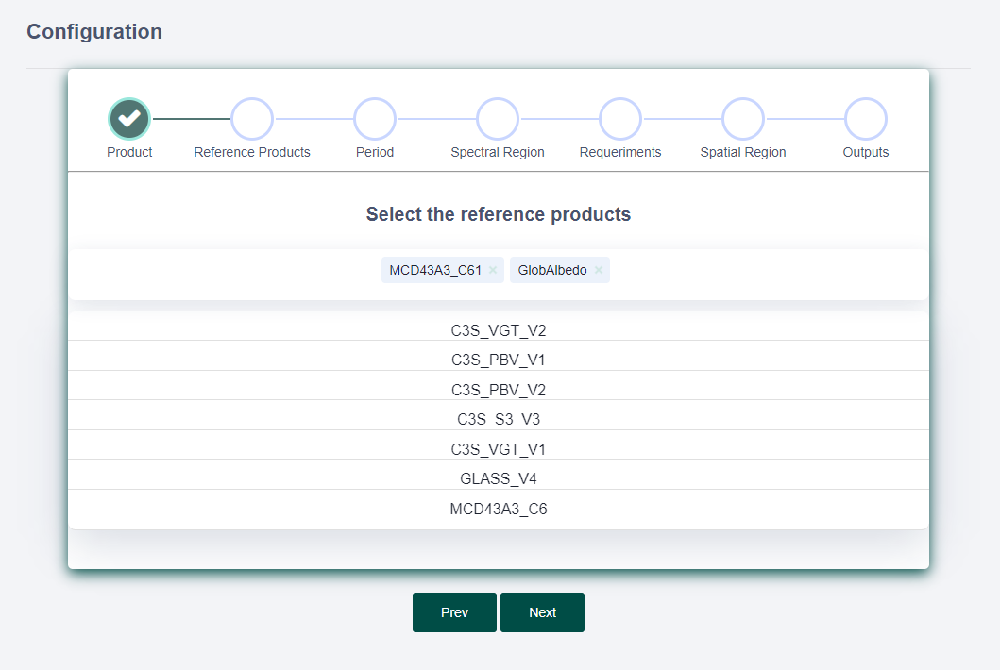 Configuration
Product Reference Products Period Spectral Region Requeriments Spatial Region Outputs
Select the reference products
MCD43A3_C61 × GlobAlbedo ×
C3S_VGT_V2
C3S_PBV_V1
C3S_PBV_V2
C3S_S3_V3
C3S_VGT_V1
GLASS_V4
MCD43A3_C6
Prev Next